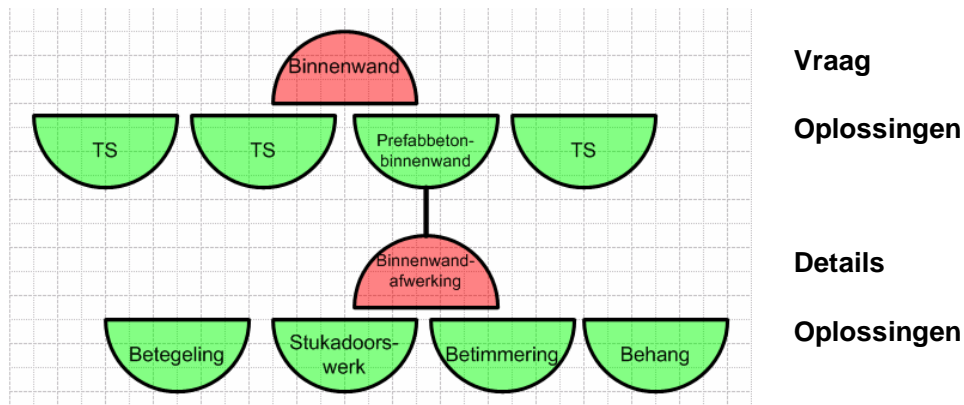 Binnenwand
Vraag
TS
TS
Prefabbeton-
binnenwand
TS
Oplossingen
Binnenwand-
afwerking
Details
Betegeling
Stukadoors-
werk
Betimmering
Behang
Oplossingen